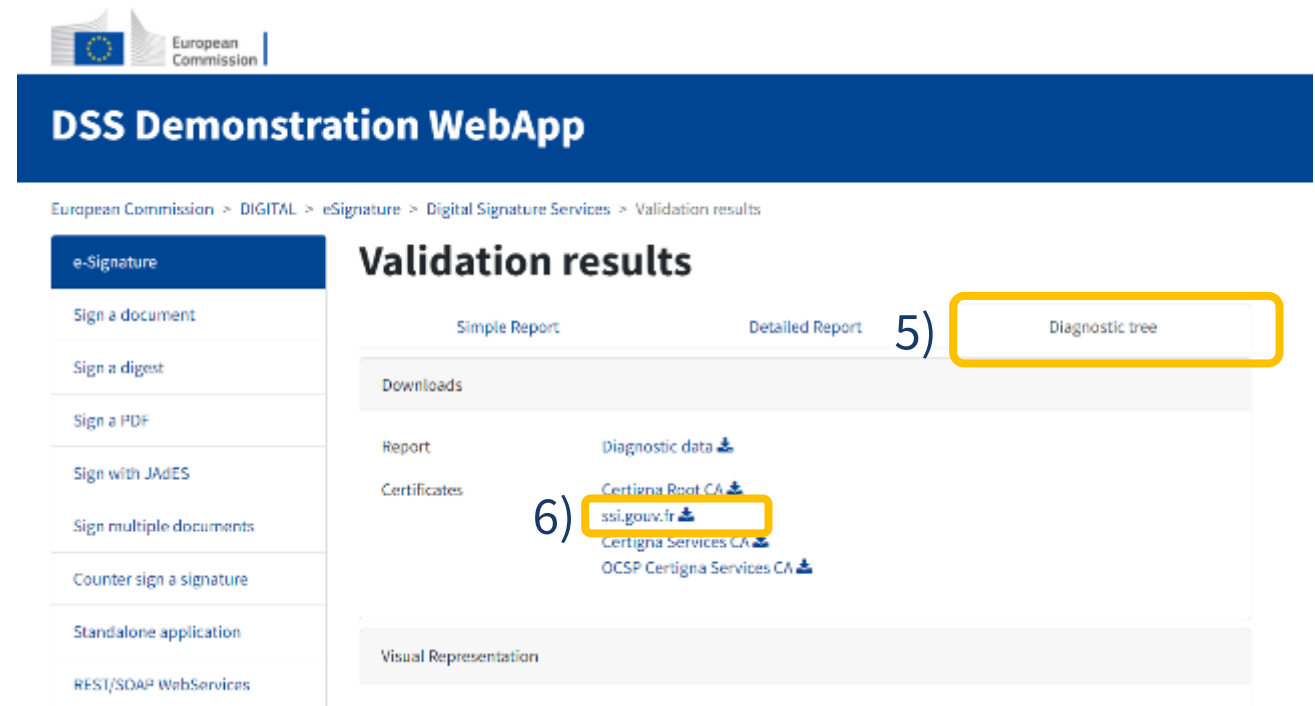 European
Commission
DSS Demonstration WebApp
European Commission > DIGITAL > eSignature > Digital Signature Services > Validation results
e-Signature
Sign a document
Sign a digest
Sign a PDF
Sign with JAdES
Sign multiple documents
Counter sign a signature
Standalone application
REST/SOAP WebServices
Validation results
Simple Report
Detailed Report
5)
Diagnostic tree
Downloads
Report
Diagnostic data
Certificates
Certigna Root CA
6)
ssi.gouv.fr
Certigna Services CA
OCSP Certigna Services CA
Visual Representation